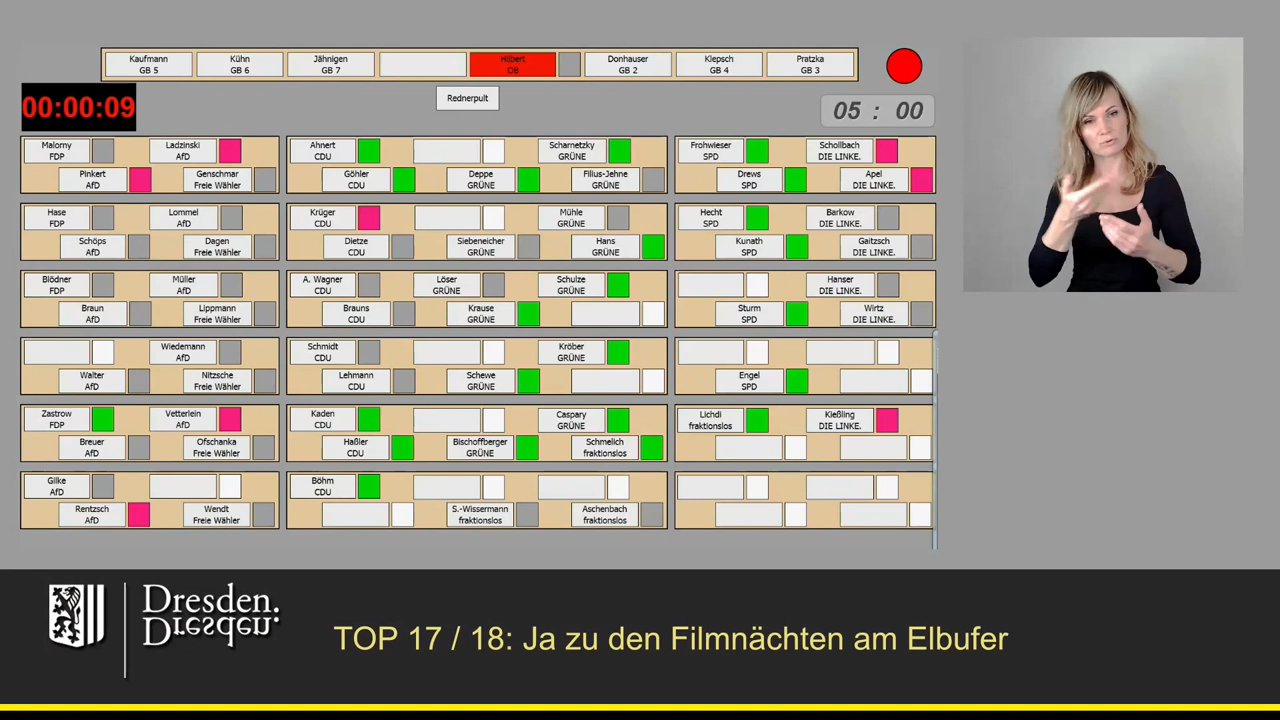 Kaufmann
GB 5
Kühn
GB 6
Jähnigen
GB 7
Hilbert
OB
Donhauser
GB 2
Klepsch
GB 4
Pratzka
GB 3
00:00:09
Rednerpult
05 : 00
Malorny
FDP
Ladzinski
AfD
Pinkert
AfD
Genschmar
Freie Wähler
Ahnert
CDU
Scharnetzky
GRÜNE
Göhler
CDU
Deppe
GRÜNE
Filius-Jehne
GRÜNE
Frohwieser
SPD
Schollbach
DIE LINKE.
Drews
SPD
Apel
DIE LINKE.
Hase
FDP
Lommel
AfD
Schöps
AfD
Dagen
Freie Wähler
Krüger
CDU
Mühle
GRÜNE
Dietze
CDU
Siebeneicher
GRÜNE
Hans
GRÜNE
Hecht
SPD
Barkow
DIE LINKE.
Kunath
SPD
Gaitzsch
DIE LINKE.
Blödner
FDP
Müller
AfD
Braun
AfD
Lippmann
Freie Wähler
A. Wagner
CDU
Löser
GRÜNE
Schulze
GRÜNE
Brauns
CDU
Krause
GRÜNE
Hanser
DIE LINKE.
Sturm
SPD
Wirtz
DIE LINKE.
Wiedemann
AfD
Walter
AfD
Nitzsche
Freie Wähler
Schmidt
CDU
Kröber
GRÜNE
Lehmann
CDU
Schewe
GRÜNE
Engel
SPD
Zastrow
FDP
Vetterlein
AfD
Breuer
AfD
Ofschanka
Freie Wähler
Kaden
CDU
Caspary
GRÜNE
Haßler
CDU
Bischoffberger
GRÜNE
Schmelich
fraktionslos
Lichdi
fraktionslos
Kießling
DIE LINKE.
Gilke
AfD
Rentzsch
AfD
Wendt
Freie Wähler
Böhm
CDU
S.-Wissermann
fraktionslos
Aschenbach
fraktionslos
Dresden.
Dresden.
TOP 17 / 18: Ja zu den Filmnächten am Elbufer